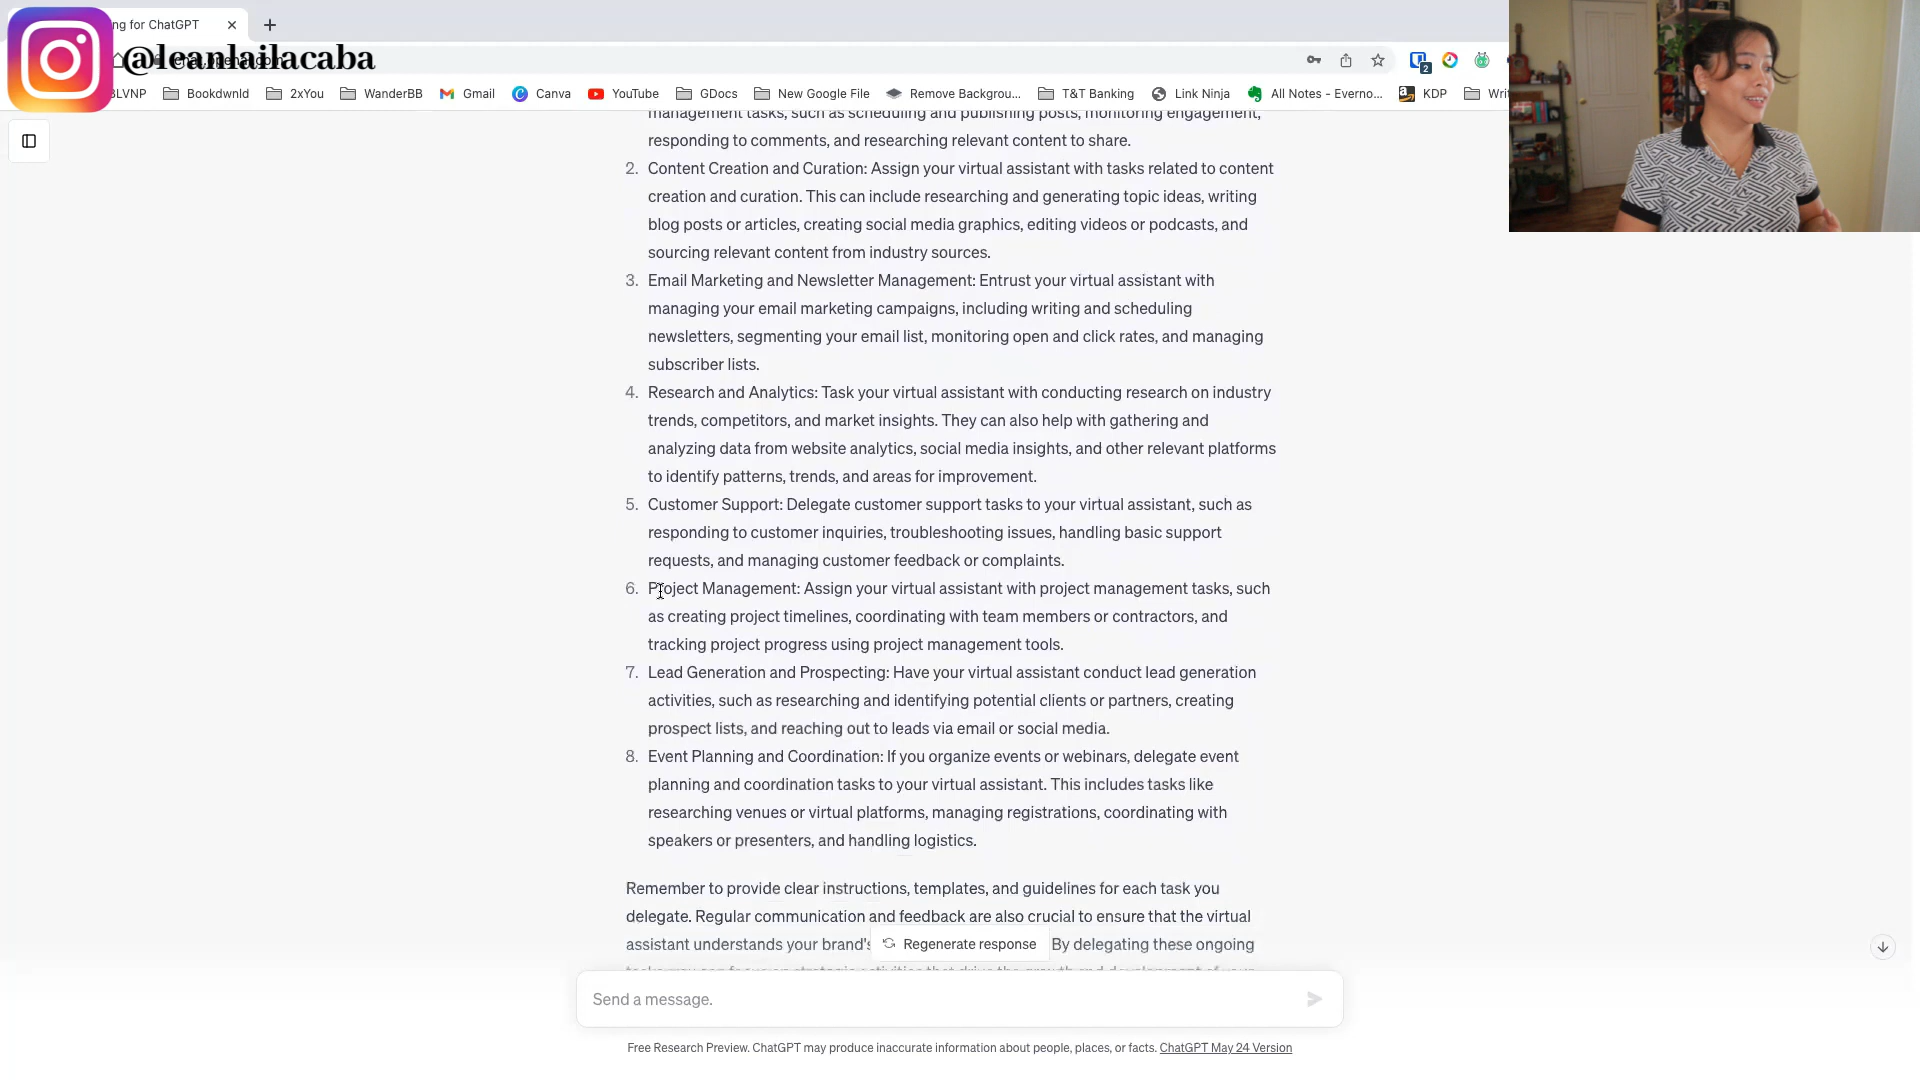 ng for ChatGPT
@leanlailacaba
BLVNP
Bookdwnld
2xYou
WanderBB
Gmail
Canva
YouTube
GDocs
New Google File
Remove Backgrou...
T&T Banking
Link Ninja
All Notes - Everno...
KDP
Writ
2
management tasks, such as scheduling and publishing posts, monitoring engagement,
responding to comments, and researching relevant content to share.
2. Content Creation and Curation: Assign your virtual assistant with tasks related to content
creation and curation. This can include researching and generating topic ideas, writing
blog posts or articles, creating social media graphics, editing videos or podcasts, and
sourcing relevant content from industry sources.
3. Email Marketing and Newsletter Management: Entrust your virtual assistant with
managing your email marketing campaigns, including writing and scheduling
newsletters, segmenting your email list, monitoring open and click rates, and managing
subscriber lists.
4. Research and Analytics: Task your virtual assistant with conducting research on industry
trends, competitors, and market insights. They can also help with gathering and
analyzing data from website analytics, social media insights, and other relevant platforms
to identify patterns, trends, and areas for improvement.
5. Customer Support: Delegate customer support tasks to your virtual assistant, such as
responding to customer inquiries, troubleshooting issues, handling basic support
requests, and managing customer feedback or complaints.
6. Project Management: Assign your virtual assistant with project management tasks, such
as creating project timelines, coordinating with team members or contractors, and
tracking project progress using project management tools.
7. Lead Generation and Prospecting: Have your virtual assistant conduct lead generation
activities, such as researching and identifying potential clients or partners, creating
prospect lists, and reaching out to leads via email or social media.
8. Event Planning and Coordination: If you organize events or webinars, delegate event
planning and coordination tasks to your virtual assistant. This includes tasks like
researching venues or virtual platforms, managing registrations, coordinating with
speakers or presenters, and handling logistics.
Remember to provide clear instructions, templates, and guidelines for each task you
delegate. Regular communication and feedback are also crucial to ensure that the virtual
assistant understands your brand's
Regenerate response
By delegating these ongoing
Send a message.
Free Research Preview. ChatGPT may produce inaccurate information about people, places, or facts. ChatGPT May 24 Version